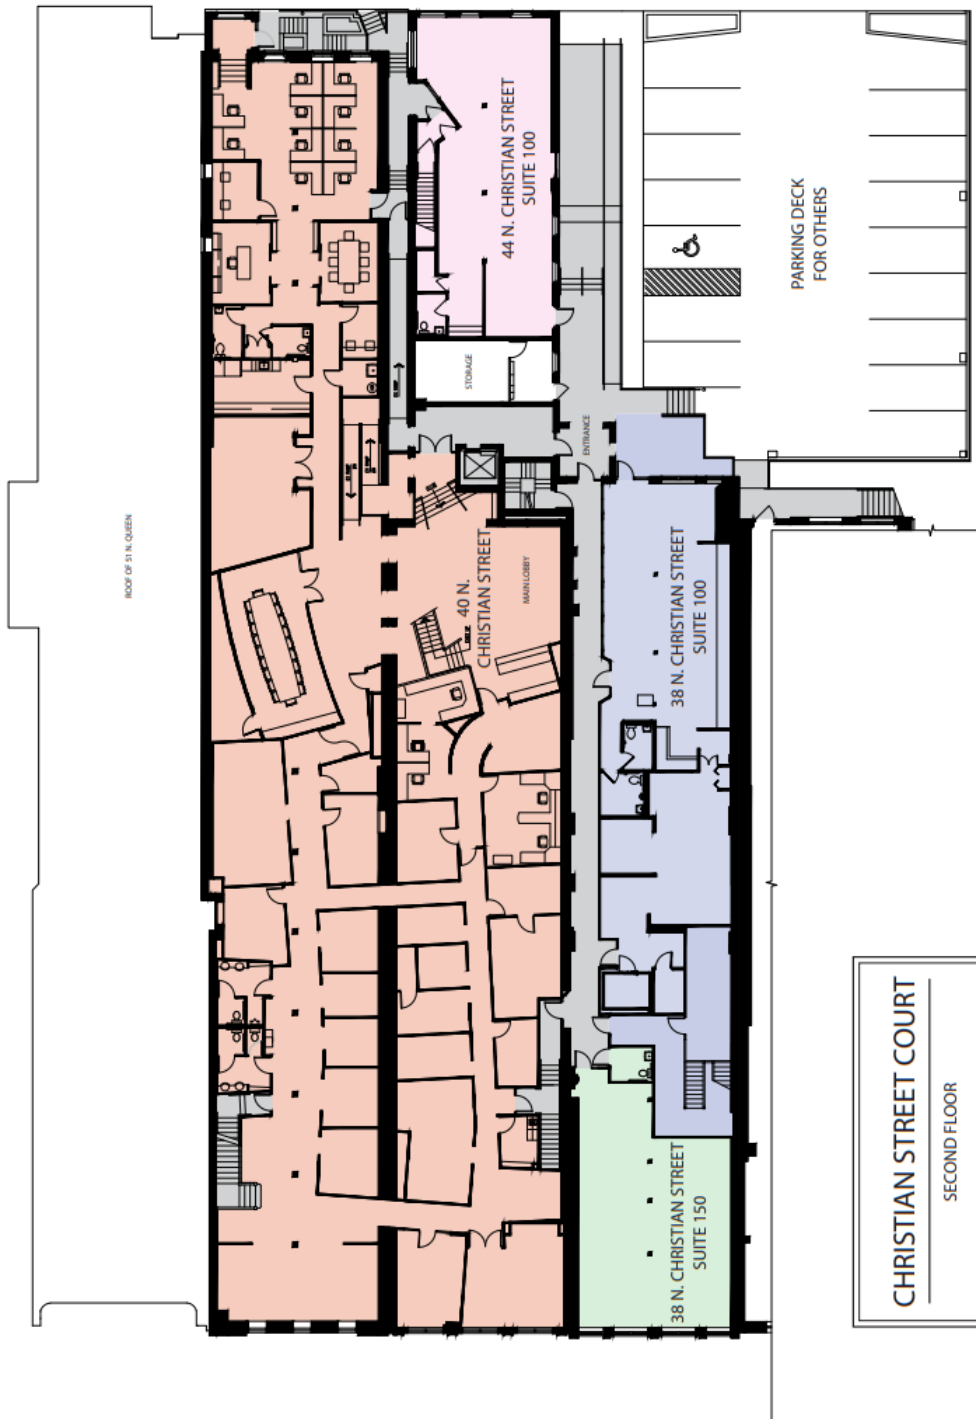 ROOF OF 51 N. QUEEN
44 N. CHRISTIAN STREET
SUITE 100
PARKING DECK
FOR OTHERS
STORAGE
ENTRANCE
40 N.
CHRISTIAN STREET
MAIN LOBBY
38 N. CHRISTIAN STREET
SUITE 100
38 N. CHRISTIAN STREET
SUITE 150
CHRISTIAN STREET COURT
SECOND FLOOR